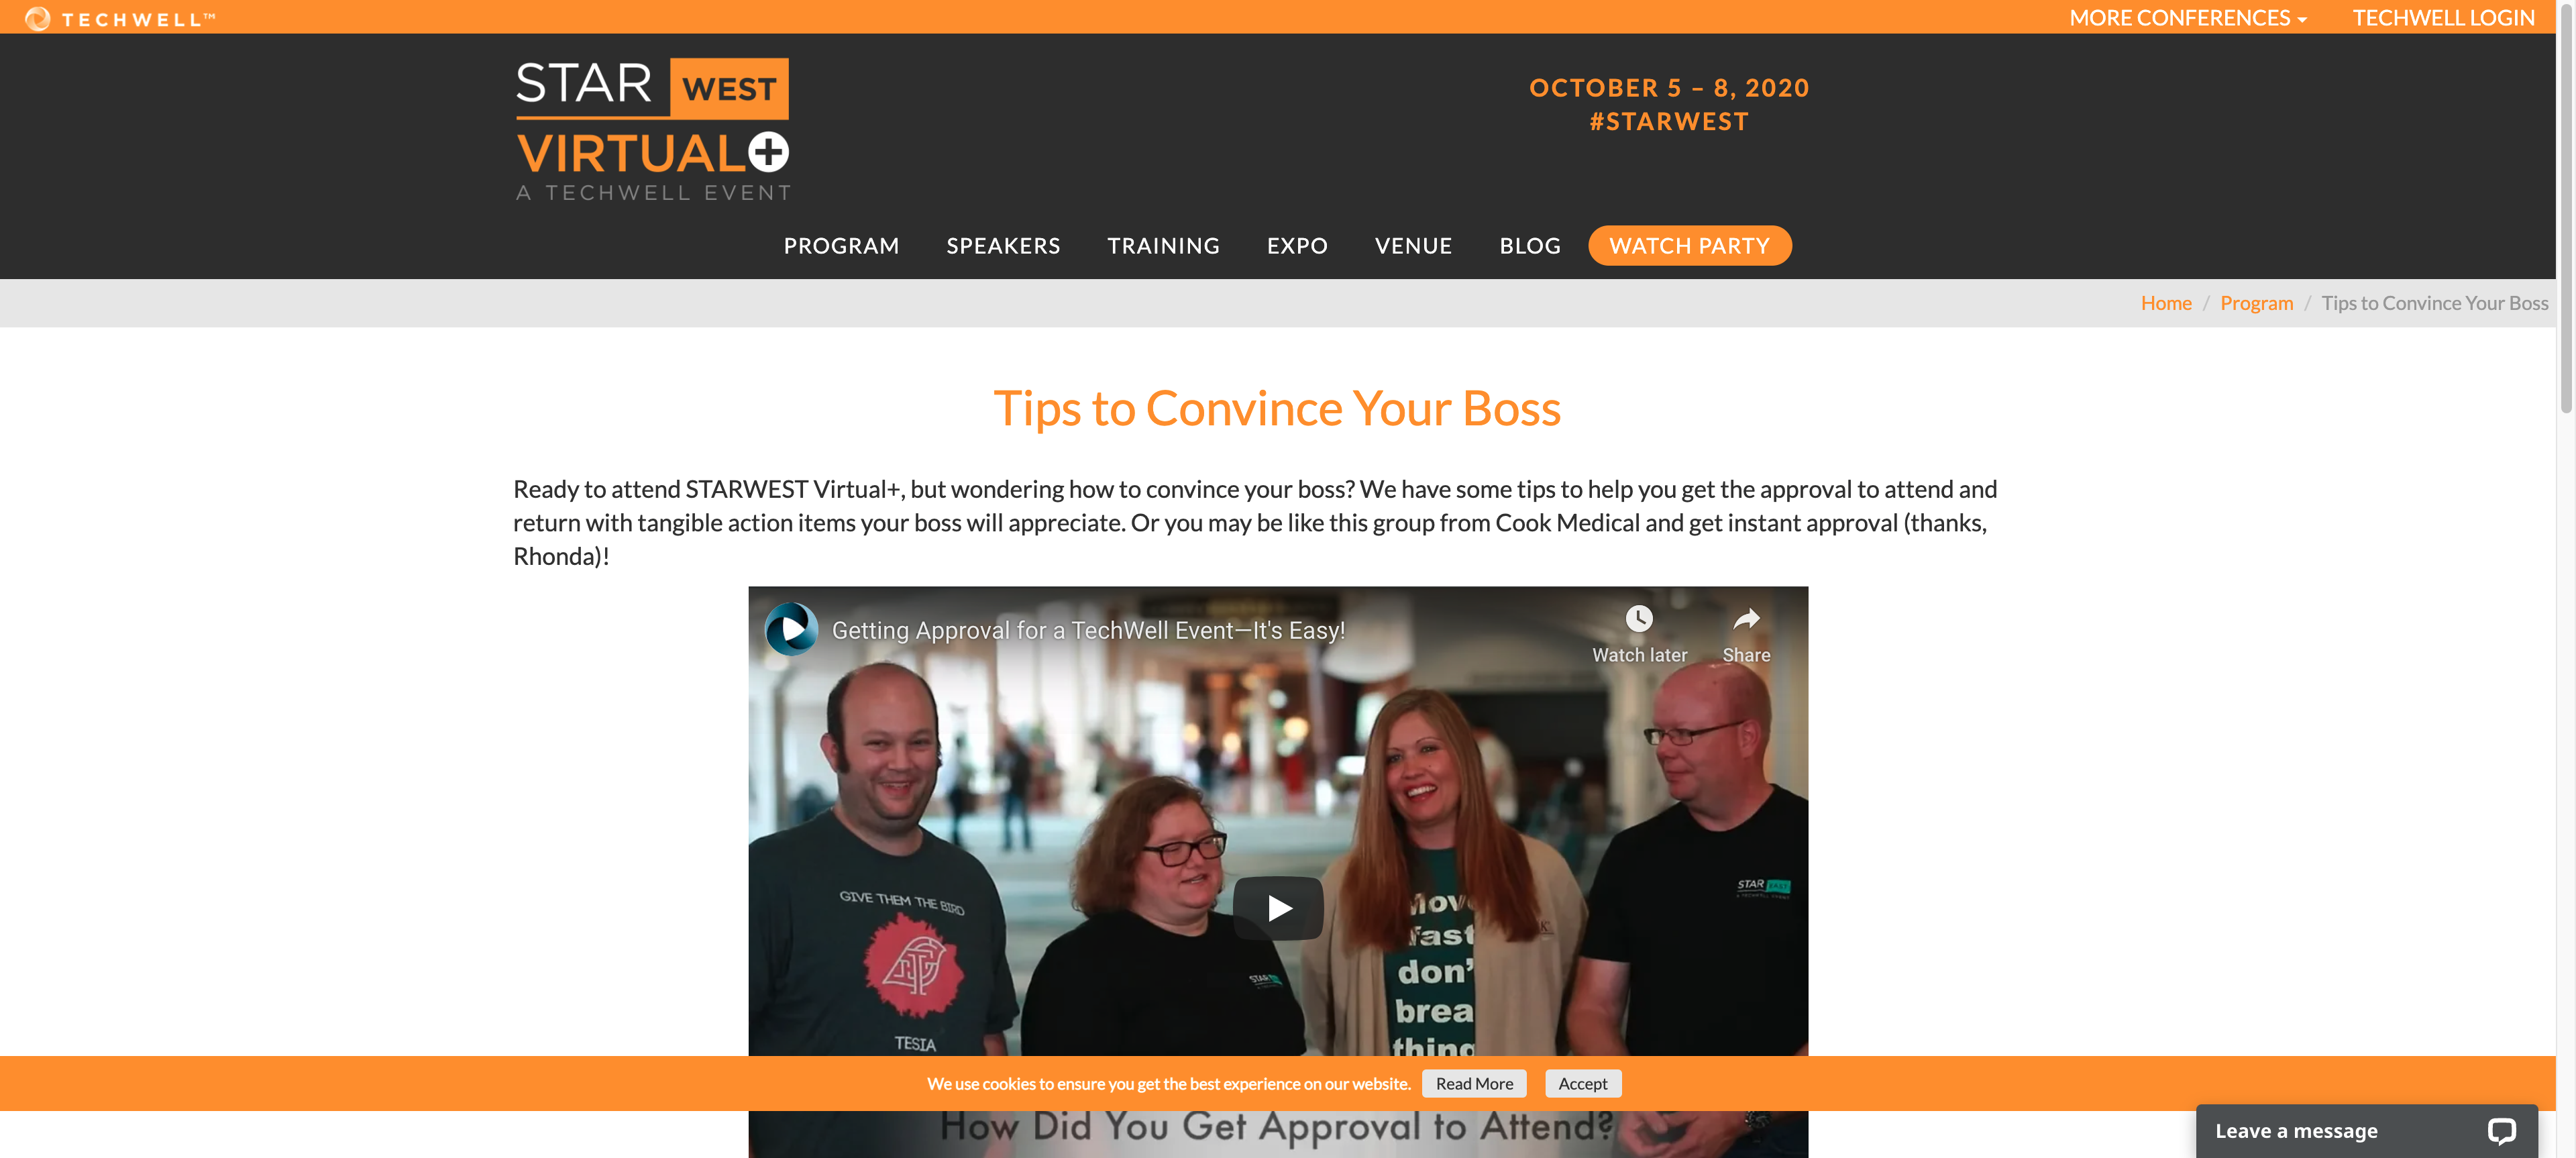 TECHWELL™
MORE CONFERENCES
TECHWELL LOGIN
STAR WEST
VIRTUAL+
A TECHWELL EVENT
OCTOBER 5 – 8, 2020
#STARWEST
PROGRAM
SPEAKERS
TRAINING
EXPO
VENUE
BLOG
WATCH PARTY
Home / Program / Tips to Convince Your Boss
Tips to Convince Your Boss
Ready to attend STARWEST Virtual+, but wondering how to convince your boss? We have some tips to help you get the approval to attend and
return with tangible action items your boss will appreciate. Or you may be like this group from Cook Medical and get instant approval (thanks,
Rhonda)!
Getting Approval for a TechWell Event—It's Easy!
Watch later
Share
GIVE THEM THE BIRD
TESIA
STAR
fast
don'
brea
thing
STAR EAST
A TECHWELL EVENT
We use cookies to ensure you get the best experience on our website.
Read More
Accept
How Did You Get Approval to Attend?
Leave a message